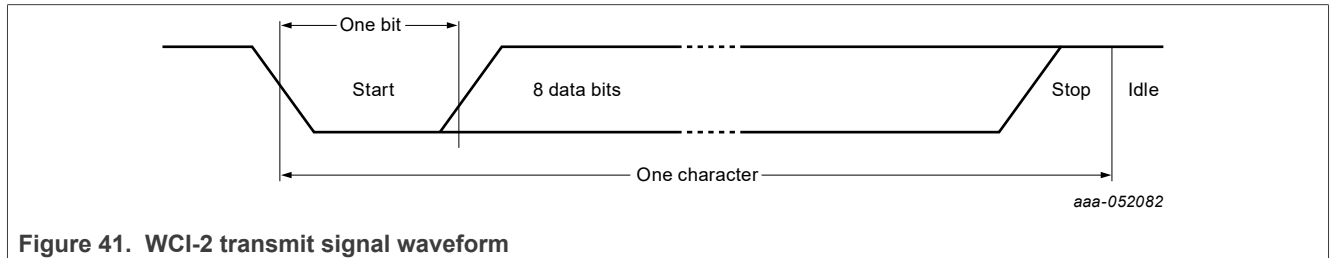 One bit
Start
8 data bits
Stop
Idle
One character
aaa-052082
Figure 41. WCI-2 transmit signal waveform